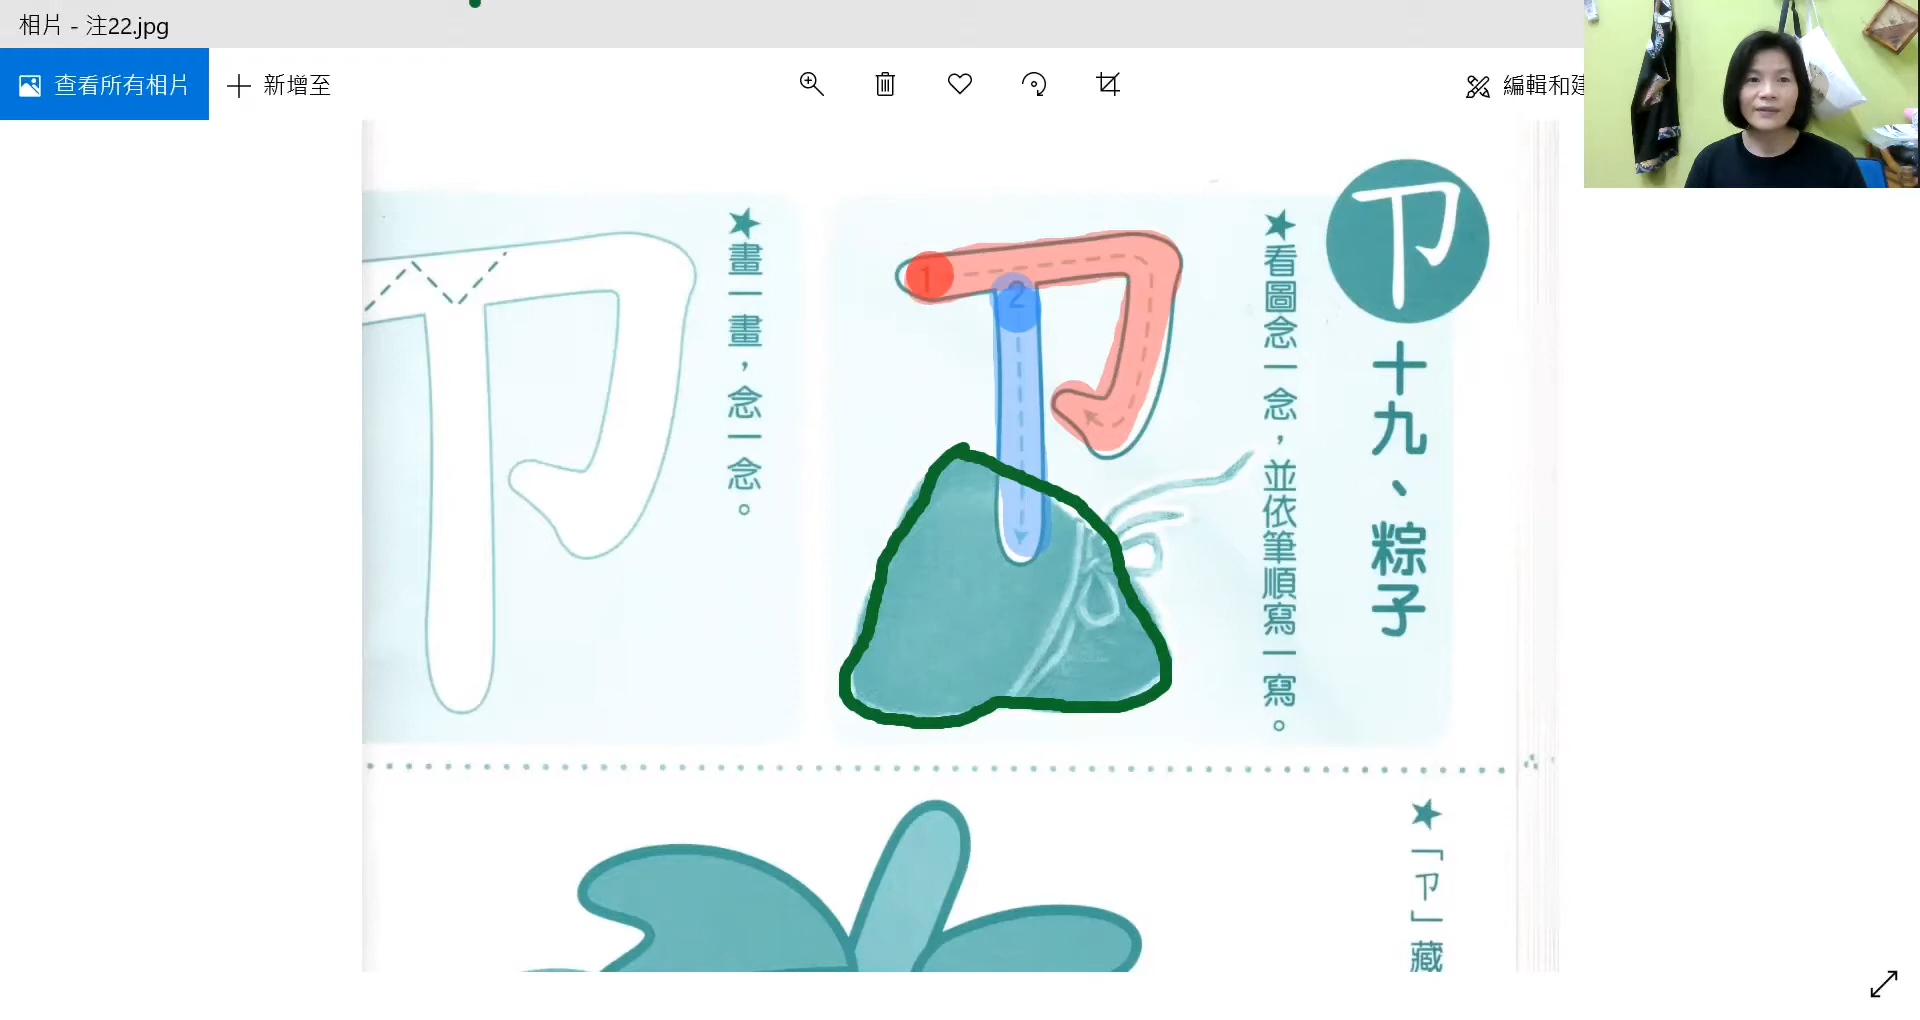 相片 - 注22.jpg
查看所有相片
新增至
編輯和建
ㄗ
十九、粽子
★看圖念一念，並依筆順寫一寫。
1
2
★畫一畫，念一念。
★「ㄗ」藏